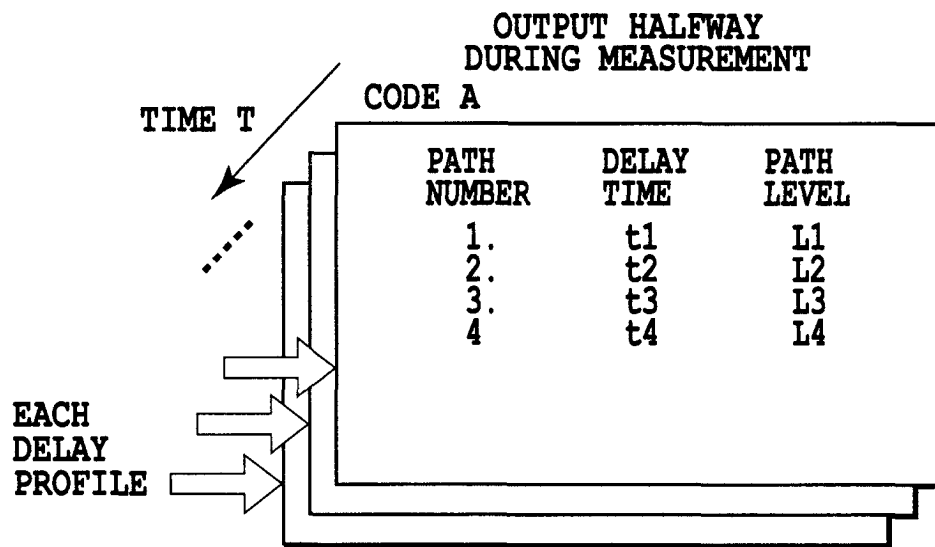 OUTPUT HALFWAY
DURING MEASUREMENT
TIME T
CODE A
PATH NUMBER DELAY TIME PATH LEVEL
1. t1 L1
2. t2 L2
3. t3 L3
4 t4 L4
EACH
DELAY
PROFILE